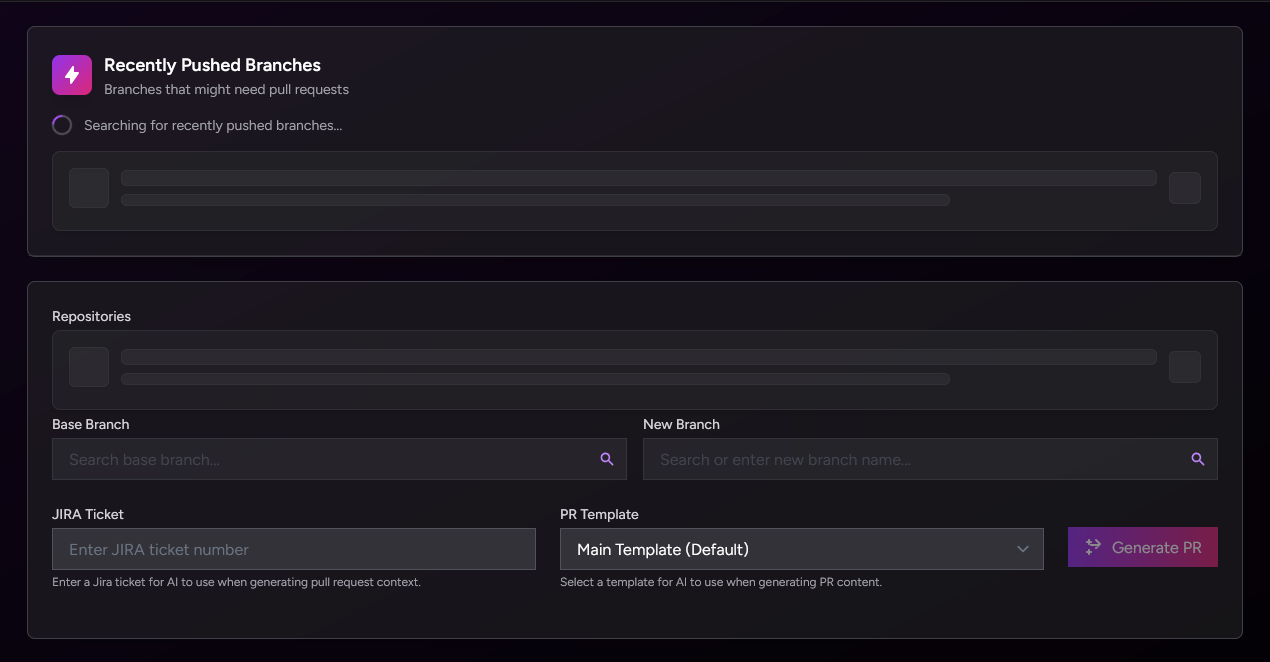 Recently Pushed Branches
Branches that might need pull requests
Searching for recently pushed branches...
Repositories
Base Branch
New Branch
Search base branch...
Search or enter new branch name...
JIRA Ticket
PR Template
Enter JIRA ticket number
Main Template (Default)
Generate PR
Enter a Jira ticket for AI to use when generating pull request context.
Select a template for AI to use when generating PR content.